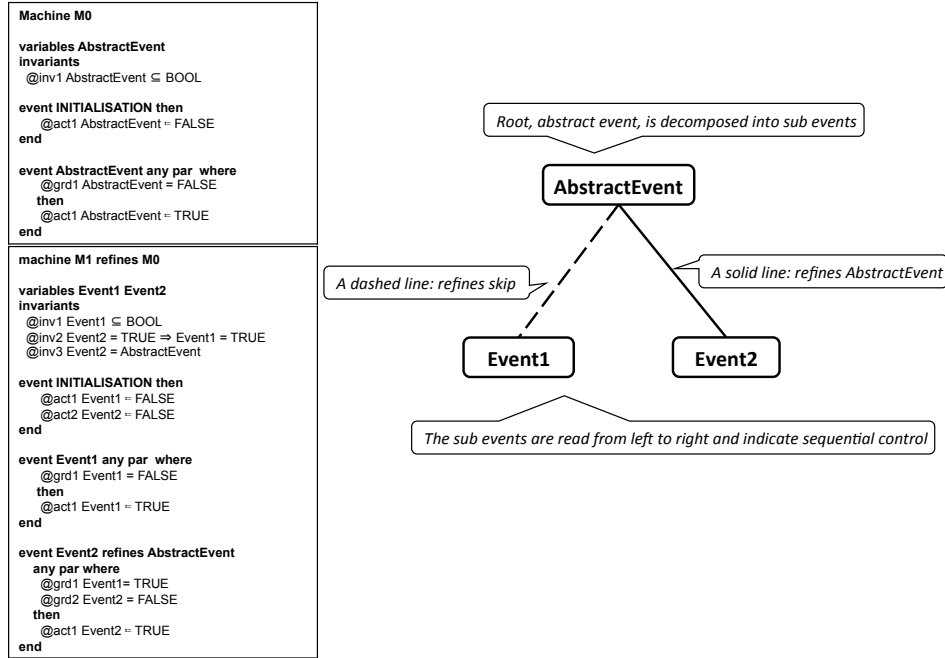 Machine M0
variables AbstractEvent
invariants
@inv1 AbstractEvent ⊆ BOOL
event INITIALISATION then
@act1 AbstractEvent ≔ FALSE
end
event AbstractEvent any par where
@grd1 AbstractEvent = FALSE
then
@act1 AbstractEvent ≔ TRUE
end
machine M1 refines M0
variables Event1 Event2
invariants
@inv1 Event1 ⊆ BOOL
@inv2 Event2 = TRUE ⇒ Event1 = TRUE
@inv3 Event2 = AbstractEvent
event INITIALISATION then
@act1 Event1 ≔ FALSE
@act2 Event2 ≔ FALSE
end
event Event1 any par where
@grd1 Event1 = FALSE
then
@act1 Event1 ≔ TRUE
end
event Event2 refines AbstractEvent
any par where
@grd1 Event1= TRUE
@grd2 Event2 = FALSE
then
@act1 Event2 ≔ TRUE
end
Root, abstract event, is decomposed into sub events
AbstractEvent
A dashed line: refines skip
A solid line: refines AbstractEvent
Event1
Event2
The sub events are read from left to right and indicate sequential control